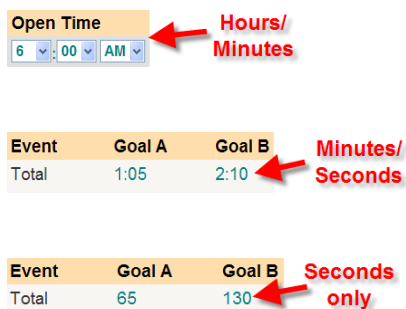 Open Time
6 : 00 AM
Hours/
Minutes
Event Goal A Goal B
Total 1:05 2:10
Minutes/
Seconds
Event Goal A Goal B
Total 65 130
Seconds
only